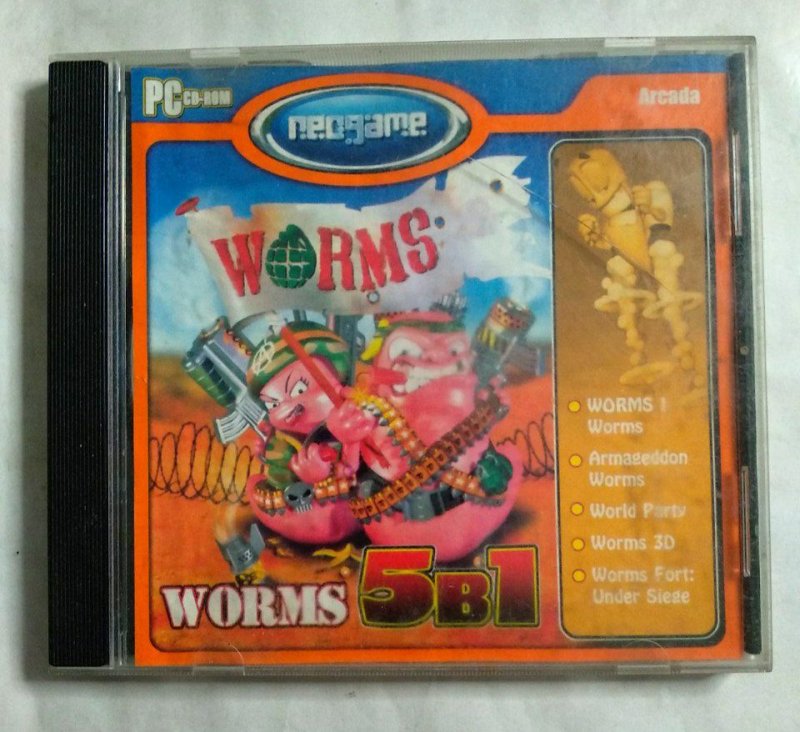 PC CD-ROM
neogame
Arcada
WORMS
WORMS I
Worms
Armageddon
Worms
World Party
Worms 3D
Worms Fort:
Under Siege
WORMS 5В1